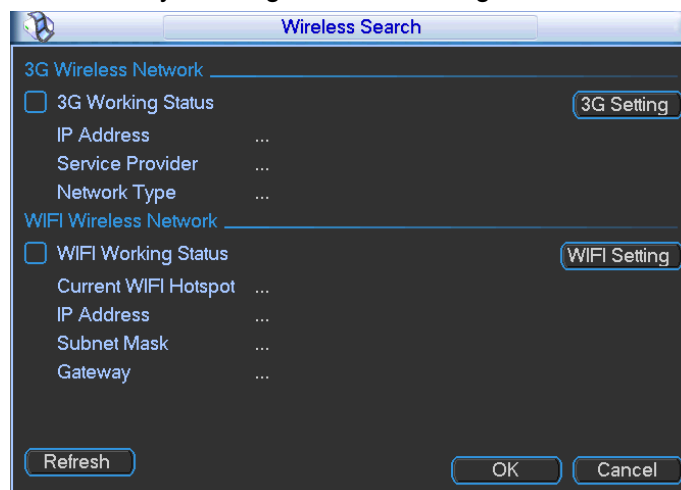 Wireless Search
3G Wireless Network
3G Working Status
3G Setting
IP Address ...
Service Provider ...
Network Type ...
WIFI Wireless Network
WIFI Working Status
WIFI Setting
Current WIFI Hotspot ...
IP Address ...
Subnet Mask ...
Gateway ...
Refresh
OK
Cancel